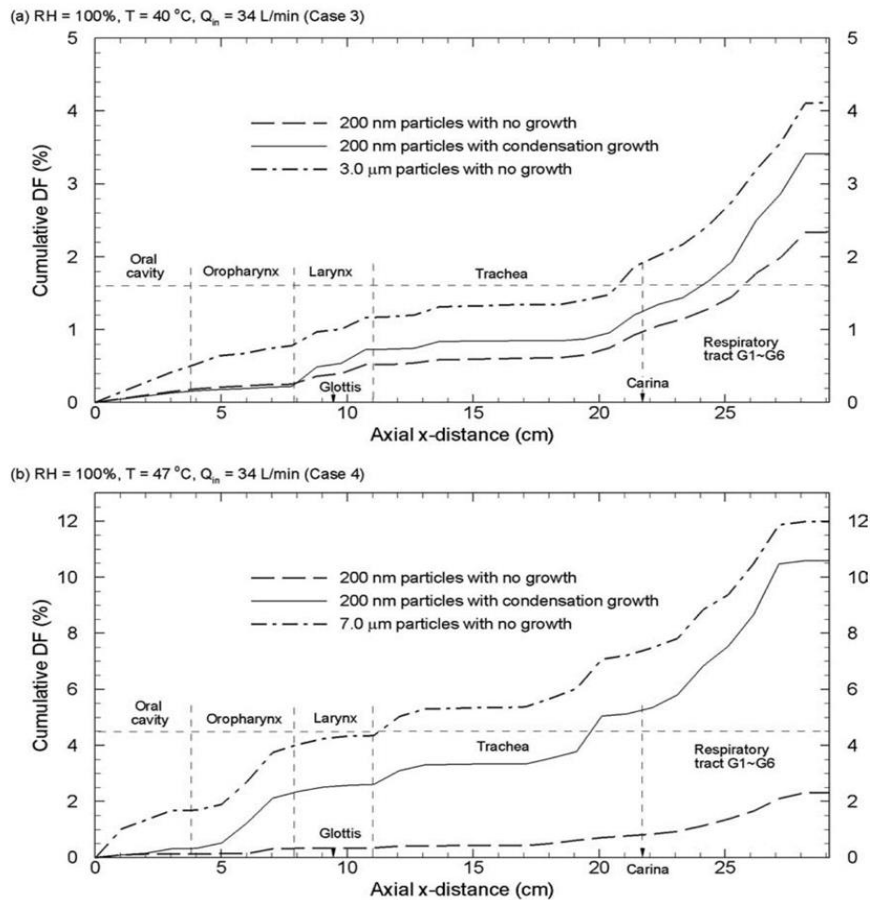 (a) RH = 100%, T = 40 °C, Qin = 34 L/min (Case 3)
5
4
3
2
1
0
Cumulative DF (%)
5
4
3
2
1
0
200 nm particles with no growth
200 nm particles with condensation growth
3.0 μm particles with no growth
Oral
cavity
Oropharynx
Larynx
Trachea
Respiratory
tract G1~G6
Glottis
Carina
0 5 10 15 20 25
Axial x-distance (cm)
(b) RH = 100%, T = 47 °C, Qin = 34 L/min (Case 4)
12
10
8
6
4
2
0
Cumulative DF (%)
12
10
8
6
4
2
0
200 nm particles with no growth
200 nm particles with condensation growth
7.0 μm particles with no growth
Oral
cavity
Oropharynx
Larynx
Trachea
Respiratory
tract G1~G6
Glottis
Carina
0 5 10 15 20 25
Axial x-distance (cm)